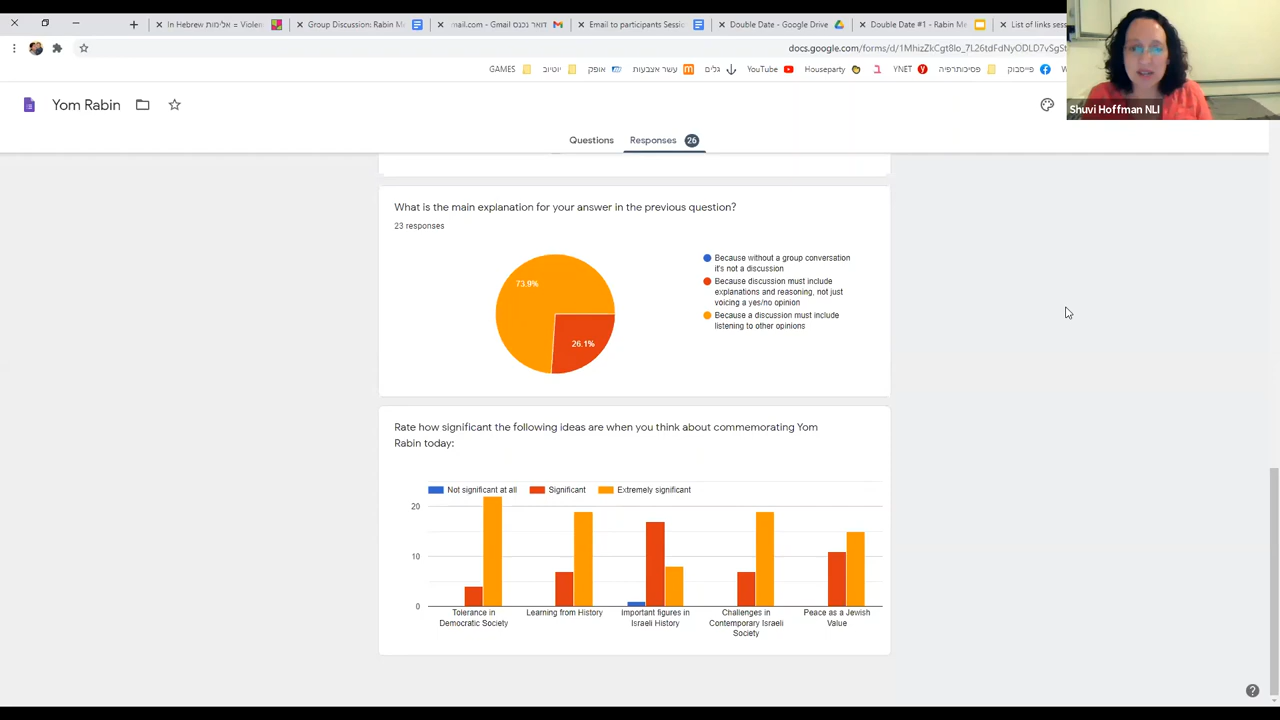 In Hebrew אלימות = Violen
Group Discussion: Rabin Me
mail.com - Gmail דואר נכנס
Email to participants Sessi
Double Date - Google Drive
Double Date #1 - Rabin Me
List of links ses
docs.google.com/forms/d/1MhizZkCgt8lo_7L26tdFdNyODLD7vSgSt
GAMES
יוטיוב
עשר אצבעות
אופק
גלים
YouTube
Houseparty
YNET
פסיכותרפיה
פייסבוק
Shuvi Hoffman NLI
Yom Rabin
Questions
Responses 26
What is the main explanation for your answer in the previous question?
23 responses
73.9%
26.1%
Because without a group conversation
it's not a discussion
Because discussion must include
explanations and reasoning, not just
voicing a yes/no opinion
Because a discussion must include
listening to other opinions
Rate how significant the following ideas are when you think about commemorating Yom
Rabin today:
Not significant at all
Significant
Extremely significant
20
10
0
Tolerance in
Democratic Society
Learning from History
Important figures in
Israeli History
Challenges in
Contemporary Israeli
Society
Peace as a Jewish
Value